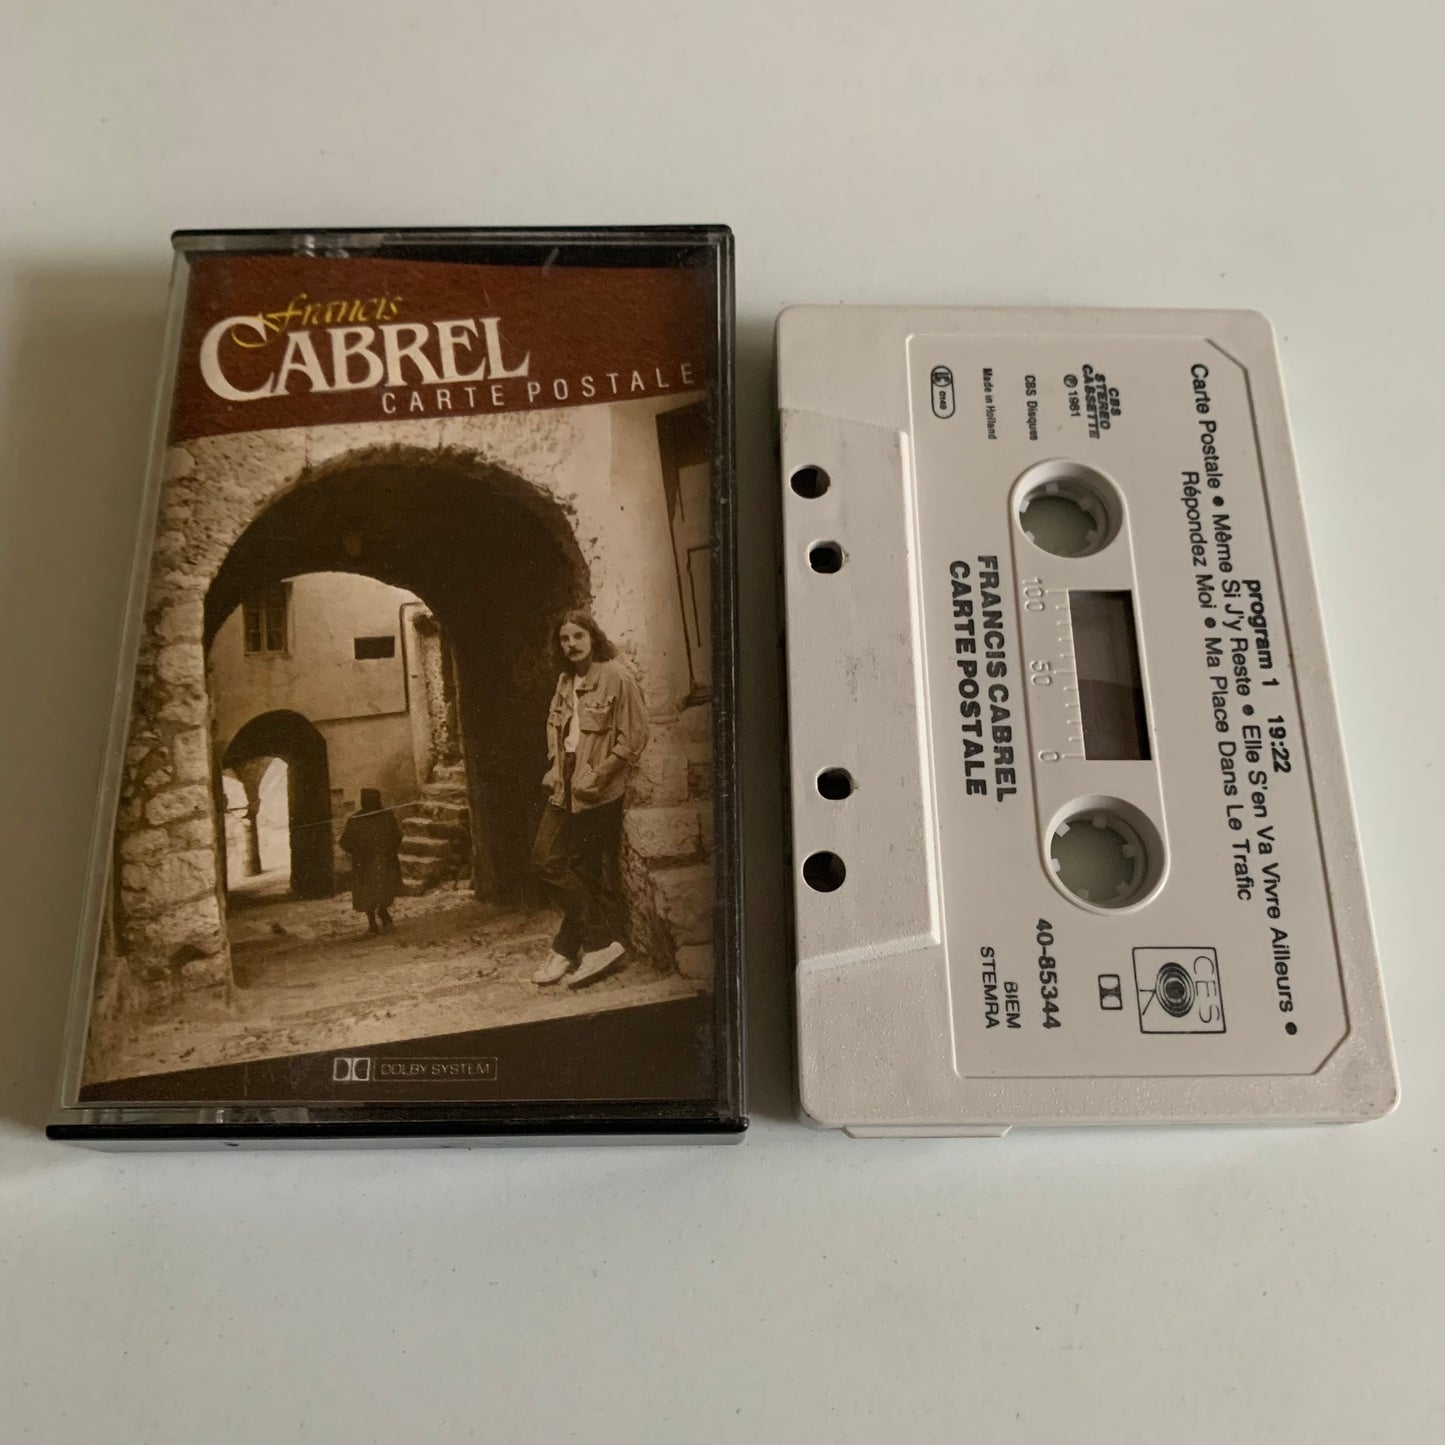 Francis
CABREL
CARTE POSTALE
DOLBY SYSTEM
program 1 19:22
Carte Postale • Même Si J'y Reste • Elle S'en Va Vivre Ailleurs •
Répondez Moi • Ma Place Dans Le Trafic
100 50 0
FRANCIS CABREL
CARTE POSTALE
CBS
STEREO
CASETTE
℗ 1981
CBS Disques
Made in Holland
CBS
40-85344
BIEM
STEMRA